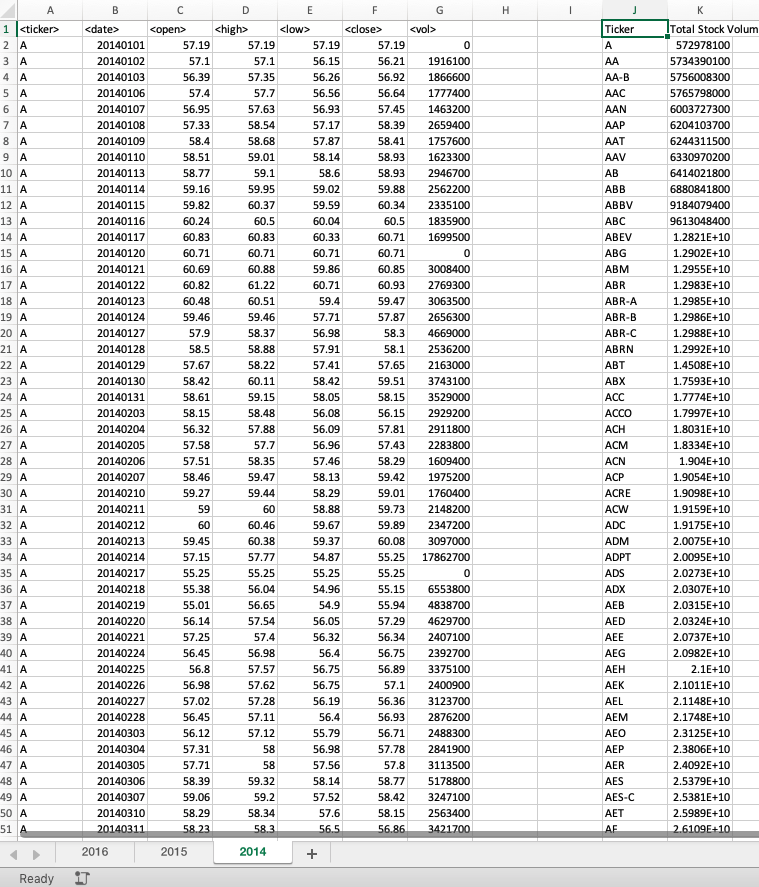 A B C D E F G H I J K
1 <ticker> <date> <open> <high> <low> <close> <vol> Ticker Total Stock Volum
2 A 20140101 57.19 57.19 57.19 57.19 0 A 572978100
3 A 20140102 57.1 57.1 56.15 56.21 1916100 AA 5734390100
4 A 20140103 56.39 57.35 56.26 56.92 1866600 AA-B 5756008300
5 A 20140106 57.4 57.7 56.56 56.64 1777400 AAC 5765798000
6 A 20140107 56.95 57.63 56.93 57.45 1463200 AAN 6003727300
7 A 20140108 57.33 58.54 57.17 58.39 2659400 AAP 6204103700
8 A 20140109 58.4 58.68 57.87 58.41 1757600 AAT 6244311500
9 A 20140110 58.51 59.01 58.14 58.93 1623300 AAV 6330970200
10 A 20140113 58.77 59.1 58.6 58.93 2946700 AB 6414021800
11 A 20140114 59.16 59.95 59.02 59.88 2562200 ABB 6880841800
12 A 20140115 59.82 60.37 59.59 60.34 2335100 ABBV 9184079400
13 A 20140116 60.24 60.5 60.04 60.5 1835900 ABC 9613048400
14 A 20140117 60.83 60.83 60.33 60.71 1699500 ABEV 1.2821E+10
15 A 20140120 60.71 60.71 60.71 60.71 0 ABG 1.2902E+10
16 A 20140121 60.69 60.88 59.86 60.85 3008400 ABM 1.2955E+10
17 A 20140122 60.82 61.22 60.71 60.93 2769300 ABR 1.2983E+10
18 A 20140123 60.48 60.51 59.4 59.47 3063500 ABR-A 1.2986E+10
19 A 20140124 59.46 59.46 57.71 57.87 2656300 ABR-B 1.2986E+10
20 A 20140127 57.9 58.37 56.98 58.3 4669000 ABR-C 1.2988E+10
21 A 20140128 58.5 58.88 57.91 58.1 2536200 ABRN 1.2992E+10
22 A 20140129 57.67 58.22 57.41 57.65 2163000 ABT 1.4508E+10
23 A 20140130 58.42 60.11 58.42 59.51 3743100 ABX 1.7593E+10
24 A 20140131 58.61 59.15 58.05 58.15 3529000 ACC 1.7774E+10
25 A 20140203 58.15 58.48 56.08 56.15 2929200 ACCO 1.7997E+10
26 A 20140204 56.32 57.88 56.09 57.81 2911800 ACH 1.8031E+10
27 A 20140205 57.58 57.7 56.96 57.43 2283800 ACM 1.8334E+10
28 A 20140206 57.51 58.35 57.46 58.29 1609400 ACN 1.904E+10
29 A 20140207 58.46 59.47 58.13 59.42 1975200 ACP 1.9054E+10
30 A 20140210 59.27 59.44 58.29 59.01 1760400 ACRE 1.9098E+10
31 A 20140211 59 60 58.88 59.73 2148200 ACW 1.9159E+10
32 A 20140212 60 60.46 59.67 59.89 2347200 ADC 1.9175E+10
33 A 20140213 59.45 60.38 59.37 60.08 3097000 ADM 2.0075E+10
34 A 20140214 57.15 57.77 54.87 55.25 17862700 ADPT 2.0095E+10
35 A 20140217 55.25 55.25 55.25 55.25 0 ADS 2.0273E+10
36 A 20140218 55.38 56.04 54.96 55.15 6553800 ADX 2.0307E+10
37 A 20140219 55.01 56.65 54.9 55.94 4838700 AEB 2.0315E+10
38 A 20140220 56.14 57.54 56.05 57.29 4629700 AED 2.0324E+10
39 A 20140221 57.25 57.4 56.32 56.34 2407100 AEE 2.0737E+10
40 A 20140224 56.45 56.98 56.4 56.75 2392700 AEG 2.0982E+10
41 A 20140225 56.8 57.57 56.75 56.89 3375100 AEH 2.1E+10
42 A 20140226 56.98 57.62 56.75 57.1 2400900 AEK 2.1011E+10
43 A 20140227 57.02 57.28 56.19 56.36 3123700 AEL 2.1148E+10
44 A 20140228 56.45 57.11 56.4 56.93 2876200 AEM 2.1748E+10
45 A 20140303 56.12 57.12 55.79 56.71 2488300 AEO 2.3125E+10
46 A 20140304 57.31 58 56.98 57.78 2841900 AEP 2.3806E+10
47 A 20140305 57.71 58 57.56 57.8 3113500 AER 2.4092E+10
48 A 20140306 58.39 59.32 58.14 58.77 5178800 AES 2.5379E+10
49 A 20140307 59.06 59.2 57.52 58.42 3247100 AES-C 2.5381E+10
50 A 20140310 58.29 58.34 57.6 58.15 2563400 AET 2.5989E+10
51 A 20140311 58.23 58.3 56.5 56.86 3421700 AF 2.6109E+10
2016 2015 2014 +
Ready